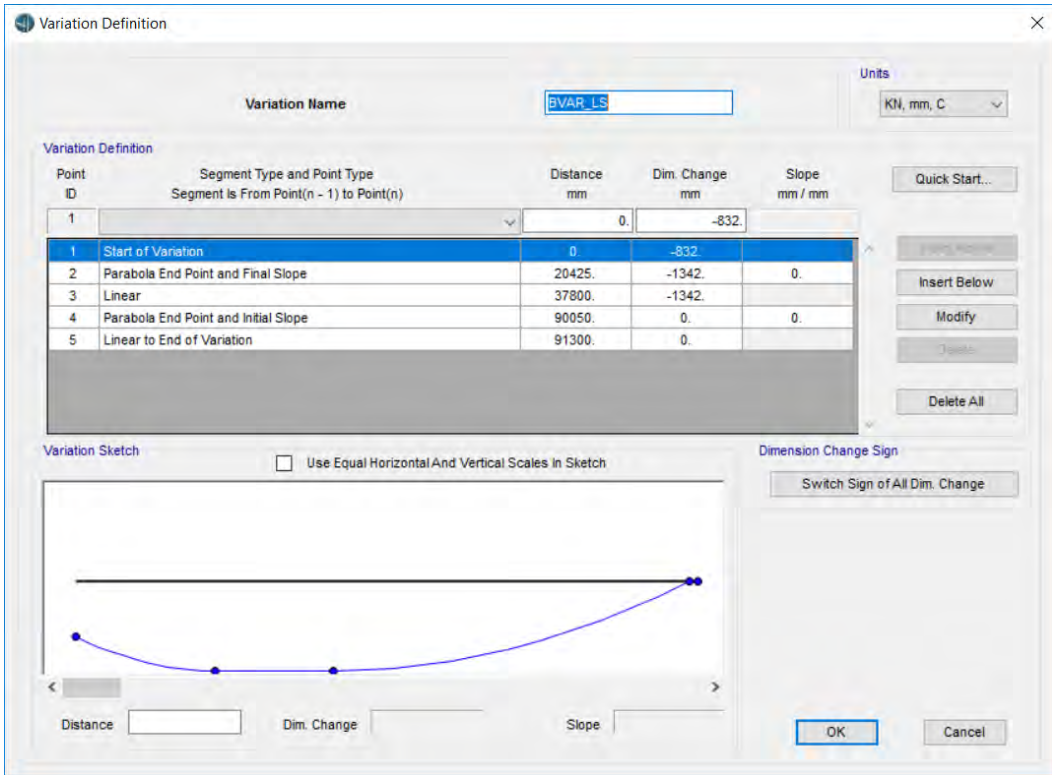 Variation Definition
Units
Variation Name BVAR_LS KN, mm, C
Variation Definition
Point Segment Type and Point Type Distance Dim. Change Slope
ID Segment Is From Point(n - 1) to Point(n) mm mm mm / mm
Quick Start...
1 0. -832.
1 Start of Variation 0. -832.
2 Parabola End Point and Final Slope 20425. -1342. 0.
3 Linear 37800. -1342.
4 Parabola End Point and Initial Slope 90050. 0. 0.
5 Linear to End of Variation 91300. 0.
Insert Below
Modify
Delete
Delete All
Variation Sketch
Use Equal Horizontal And Vertical Scales In Sketch
Dimension Change Sign
Switch Sign of All Dim. Change
Distance Dim. Change Slope
OK Cancel